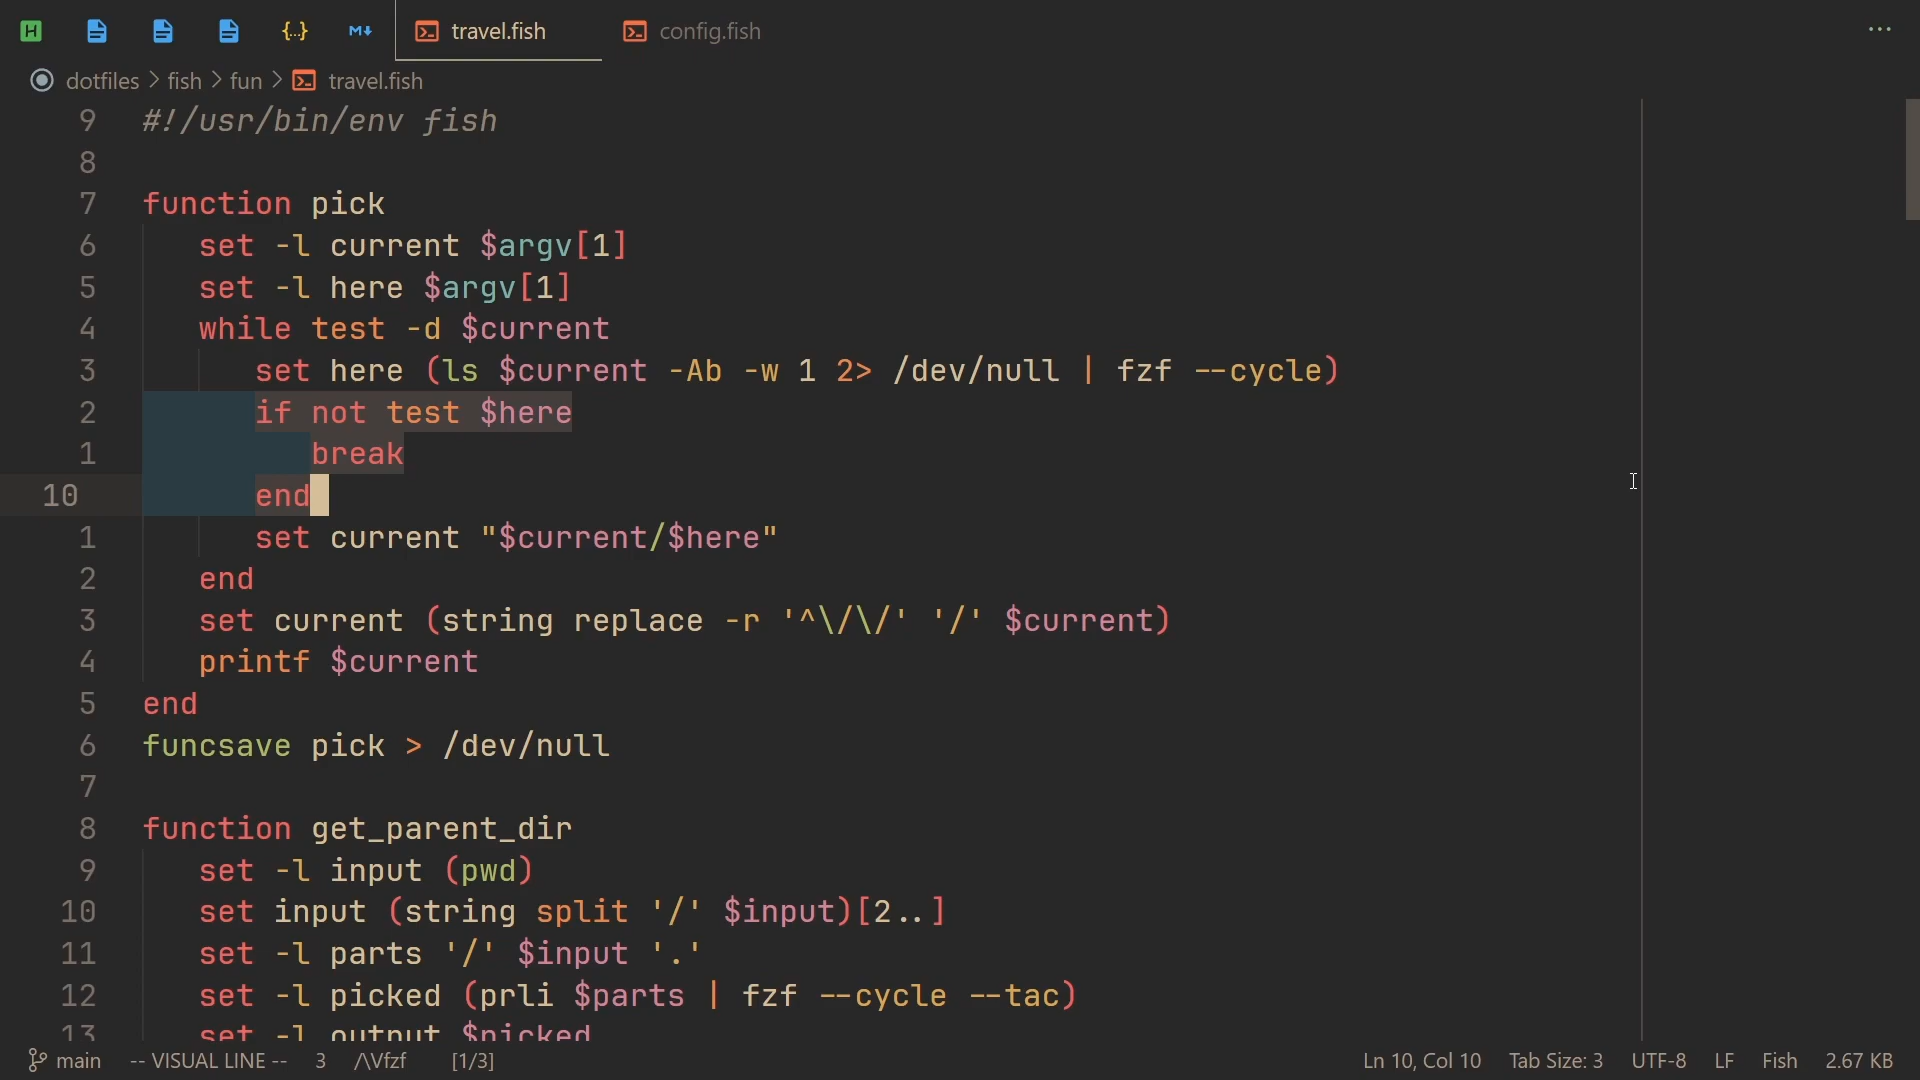 H {..} M travel.fish config.fish ...
dotfiles > fish > fun > travel.fish
9 #!/usr/bin/env fish
8
7 function pick
6 set -l current $argv[1]
5 set -l here $argv[1]
4 while test -d $current
3 set here (ls $current -Ab -w 1 2> /dev/null | fzf --cycle)
2 if not test $here
1 break
10 end
1 set current "$current/$here"
2 end
3 set current (string replace -r '^\/\/' '/' $current)
4 printf $current
5 end
6 funcsave pick > /dev/null
7
8 function get_parent_dir
9 set -l input (pwd)
10 set input (string split '/' $input)[2..]
11 set -l parts '/' $input '.'
12 set -l picked (prli $parts | fzf --cycle --tac)
13 set -l output $picked
main -- VISUAL LINE -- 3 /\Vfzf [1/3] Ln 10, Col 10 Tab Size: 3 UTF-8 LF Fish 2.67 KB